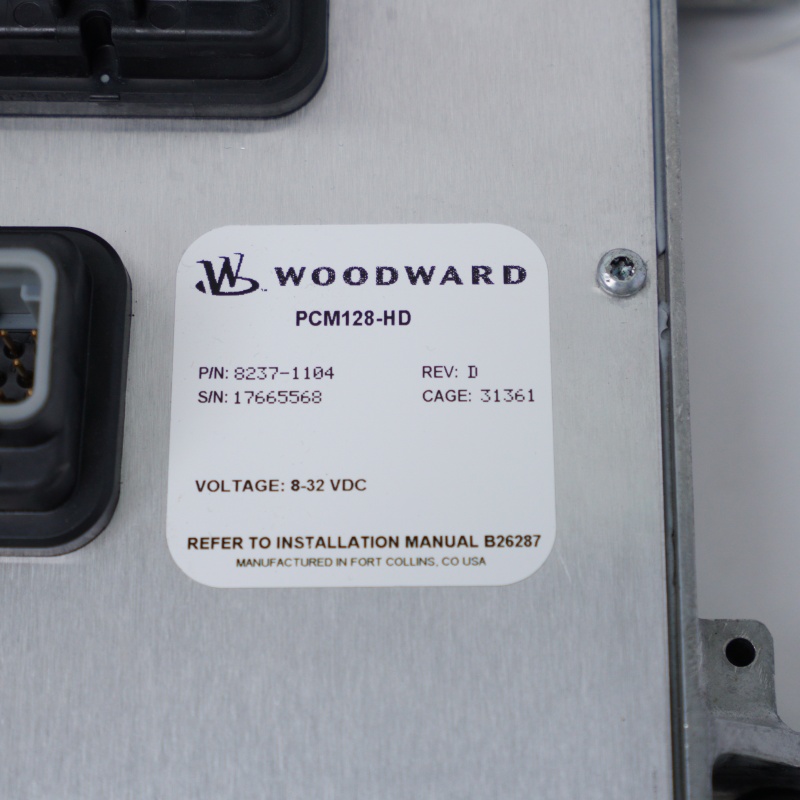 WOODWARD
PCM128-HD
P/N: 8237-1104 REV: D
S/N: 17665568 CAGE: 31361
VOLTAGE: 8-32 VDC
REFER TO INSTALLATION MANUAL B26287
MANUFACTURED IN FORT COLLINS, CO USA